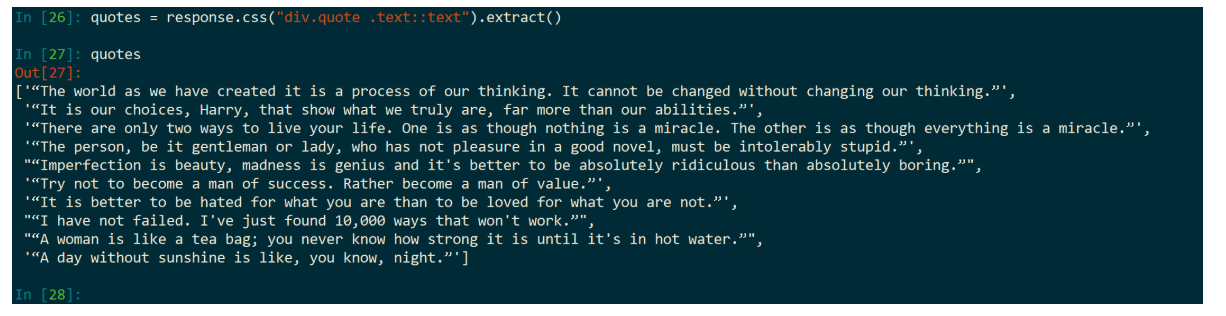 In [26]: quotes = response.css("div.quote .text::text").extract()
In [27]: quotes
Out[27]:
['“The world as we have created it is a process of our thinking. It cannot be changed without changing our thinking.”',
'“It is our choices, Harry, that show what we truly are, far more than our abilities.”',
'“There are only two ways to live your life. One is as though nothing is a miracle. The other is as though everything is a miracle.”',
'“The person, be it gentleman or lady, who has not pleasure in a good novel, must be intolerably stupid.”',
"“Imperfection is beauty, madness is genius and it's better to be absolutely ridiculous than absolutely boring.”",
'“Try not to become a man of success. Rather become a man of value.”',
'“It is better to be hated for what you are than to be loved for what you are not.”',
"“I have not failed. I've just found 10,000 ways that won't work.”",
"“A woman is like a tea bag; you never know how strong it is until it's in hot water.”",
'“A day without sunshine is like, you know, night.”']
In [28]: